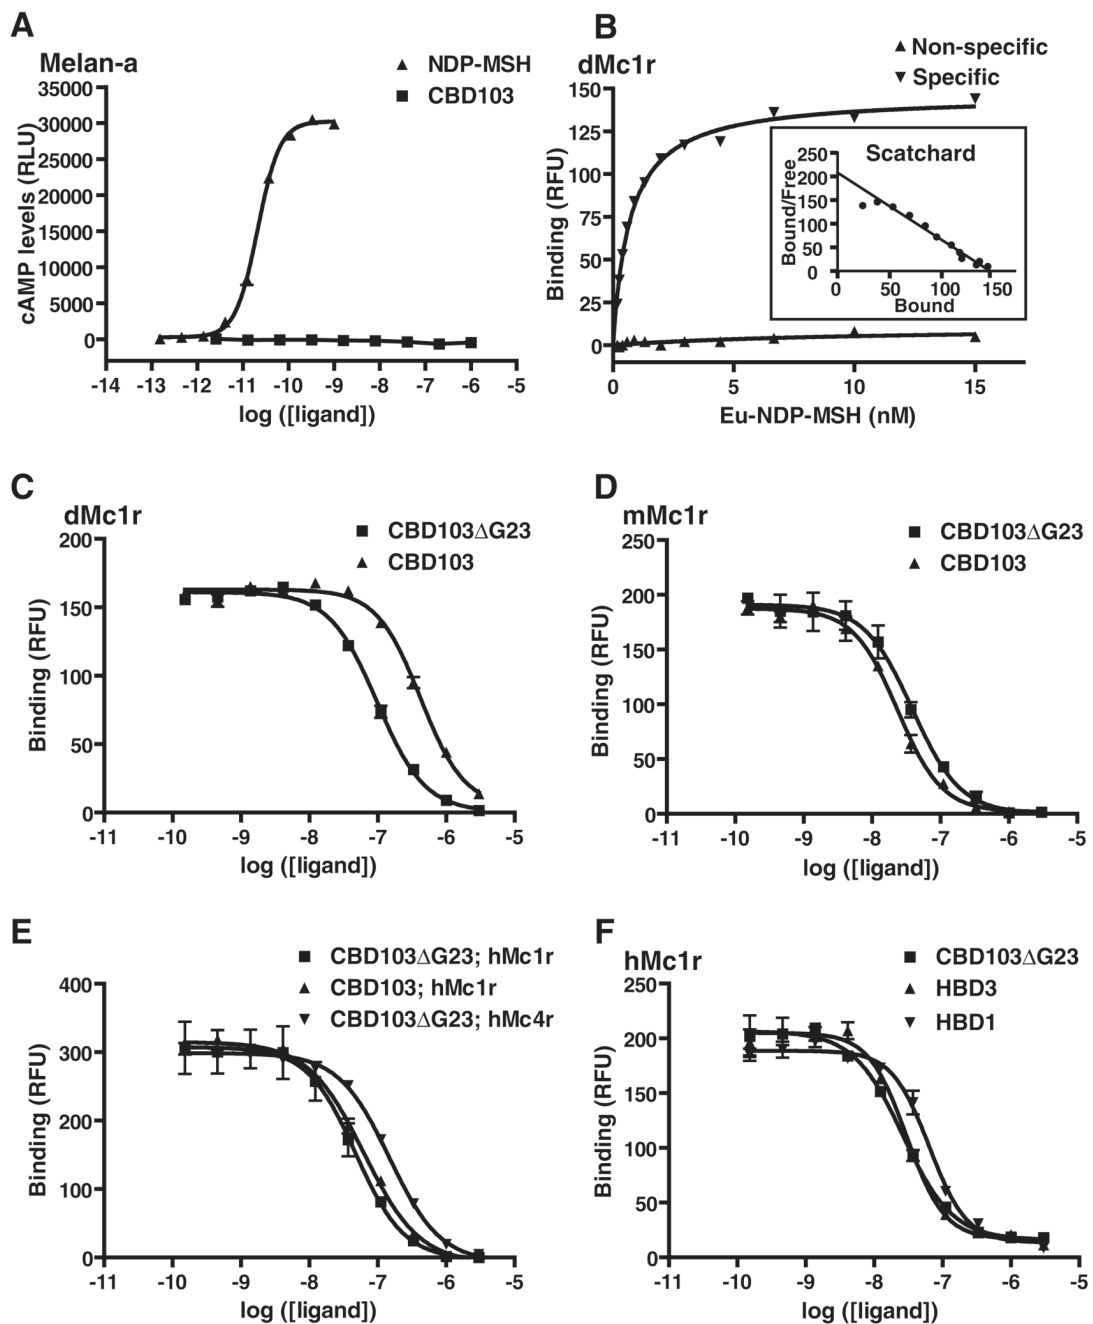 A
Melan-a
NDP-MSH
CBD103
35000
30000
25000
20000
15000
10000
5000
0
cAMP levels (RLU)
-14 -13 -12 -11 -10 -9 -8 -7 -6 -5
log ([ligand])
B
dMc1r
Non-specific
Specific
150
125
100
75
50
25
0
Binding (RFU)
0 5 10 15
Eu-NDP-MSH (nM)
Scatchard
250
200
150
100
50
0
Bound/Free
0 50 100 150
Bound
C
dMc1r
CBD103ΔG23
CBD103
200
150
100
50
0
Binding (RFU)
-11 -10 -9 -8 -7 -6 -5
log ([ligand])
D
mMc1r
CBD103ΔG23
CBD103
250
200
150
100
50
0
Binding (RFU)
-11 -10 -9 -8 -7 -6 -5
log ([ligand])
E
CBD103ΔG23; hMc1r
CBD103; hMc1r
CBD103ΔG23; hMc4r
400
300
200
100
0
Binding (RFU)
-11 -10 -9 -8 -7 -6 -5
log ([ligand])
F
hMc1r
CBD103ΔG23
HBD3
HBD1
250
200
150
100
50
0
Binding (RFU)
-11 -10 -9 -8 -7 -6 -5
log ([ligand])